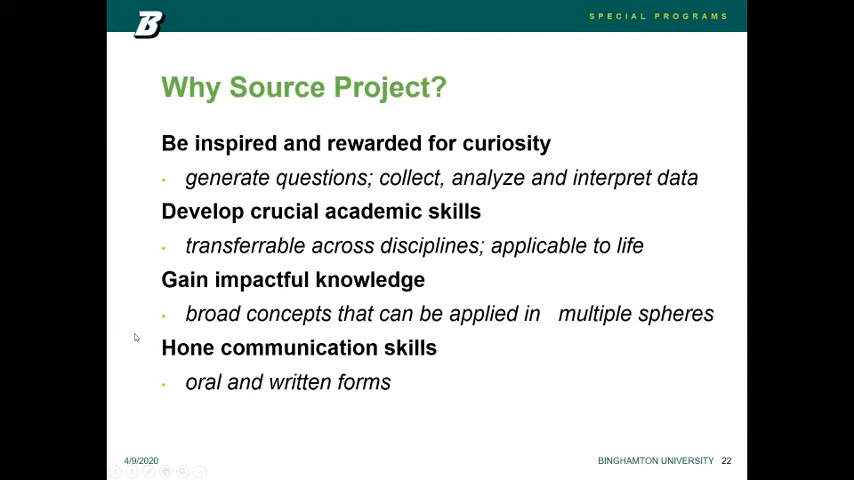 B
SPECIAL PROGRAMS
Why Source Project?
Be inspired and rewarded for curiosity
• generate questions; collect, analyze and interpret data
Develop crucial academic skills
• transferrable across disciplines; applicable to life
Gain impactful knowledge
• broad concepts that can be applied in multiple spheres
Hone communication skills
• oral and written forms
4/9/2020
BINGHAMTON UNIVERSITY 22